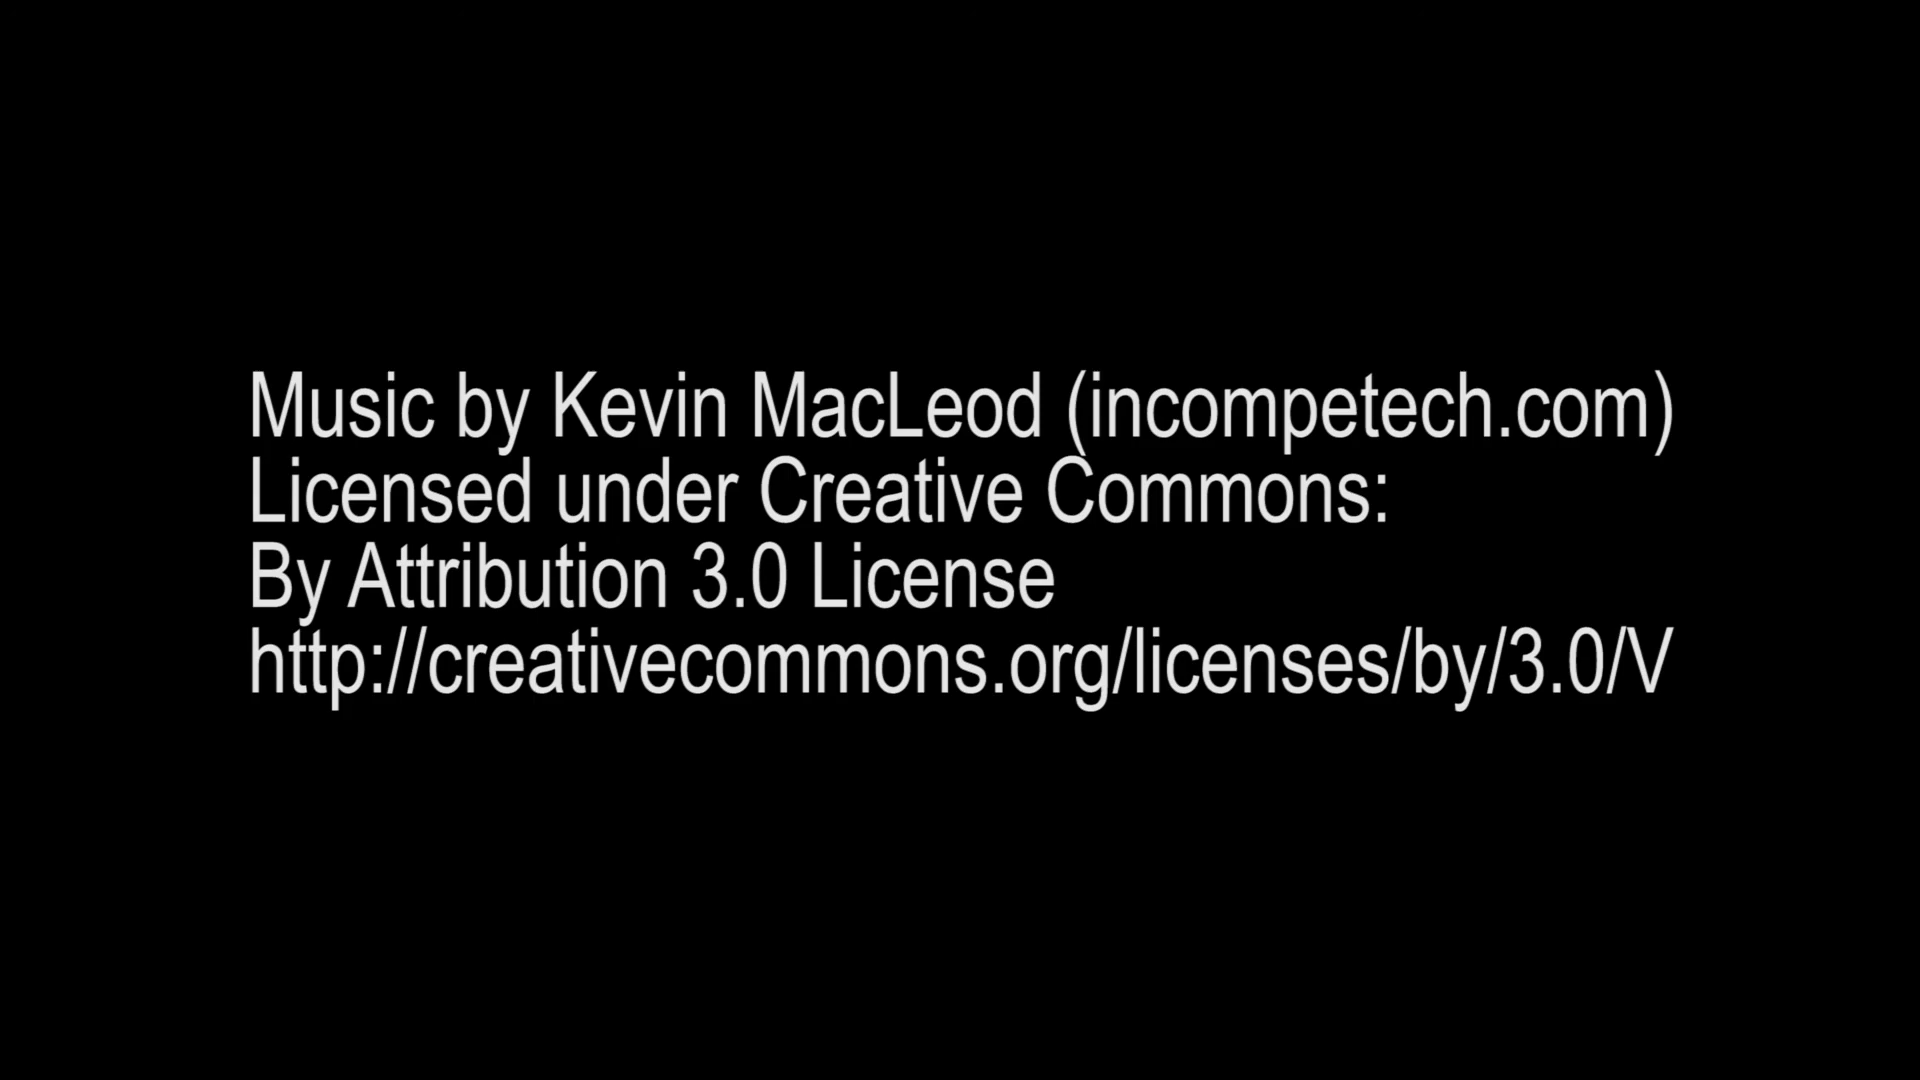 Music by Kevin MacLeod (incompetech.com)
Licensed under Creative Commons:
By Attribution 3.0 License
http://creativecommons.org/licenses/by/3.0/V